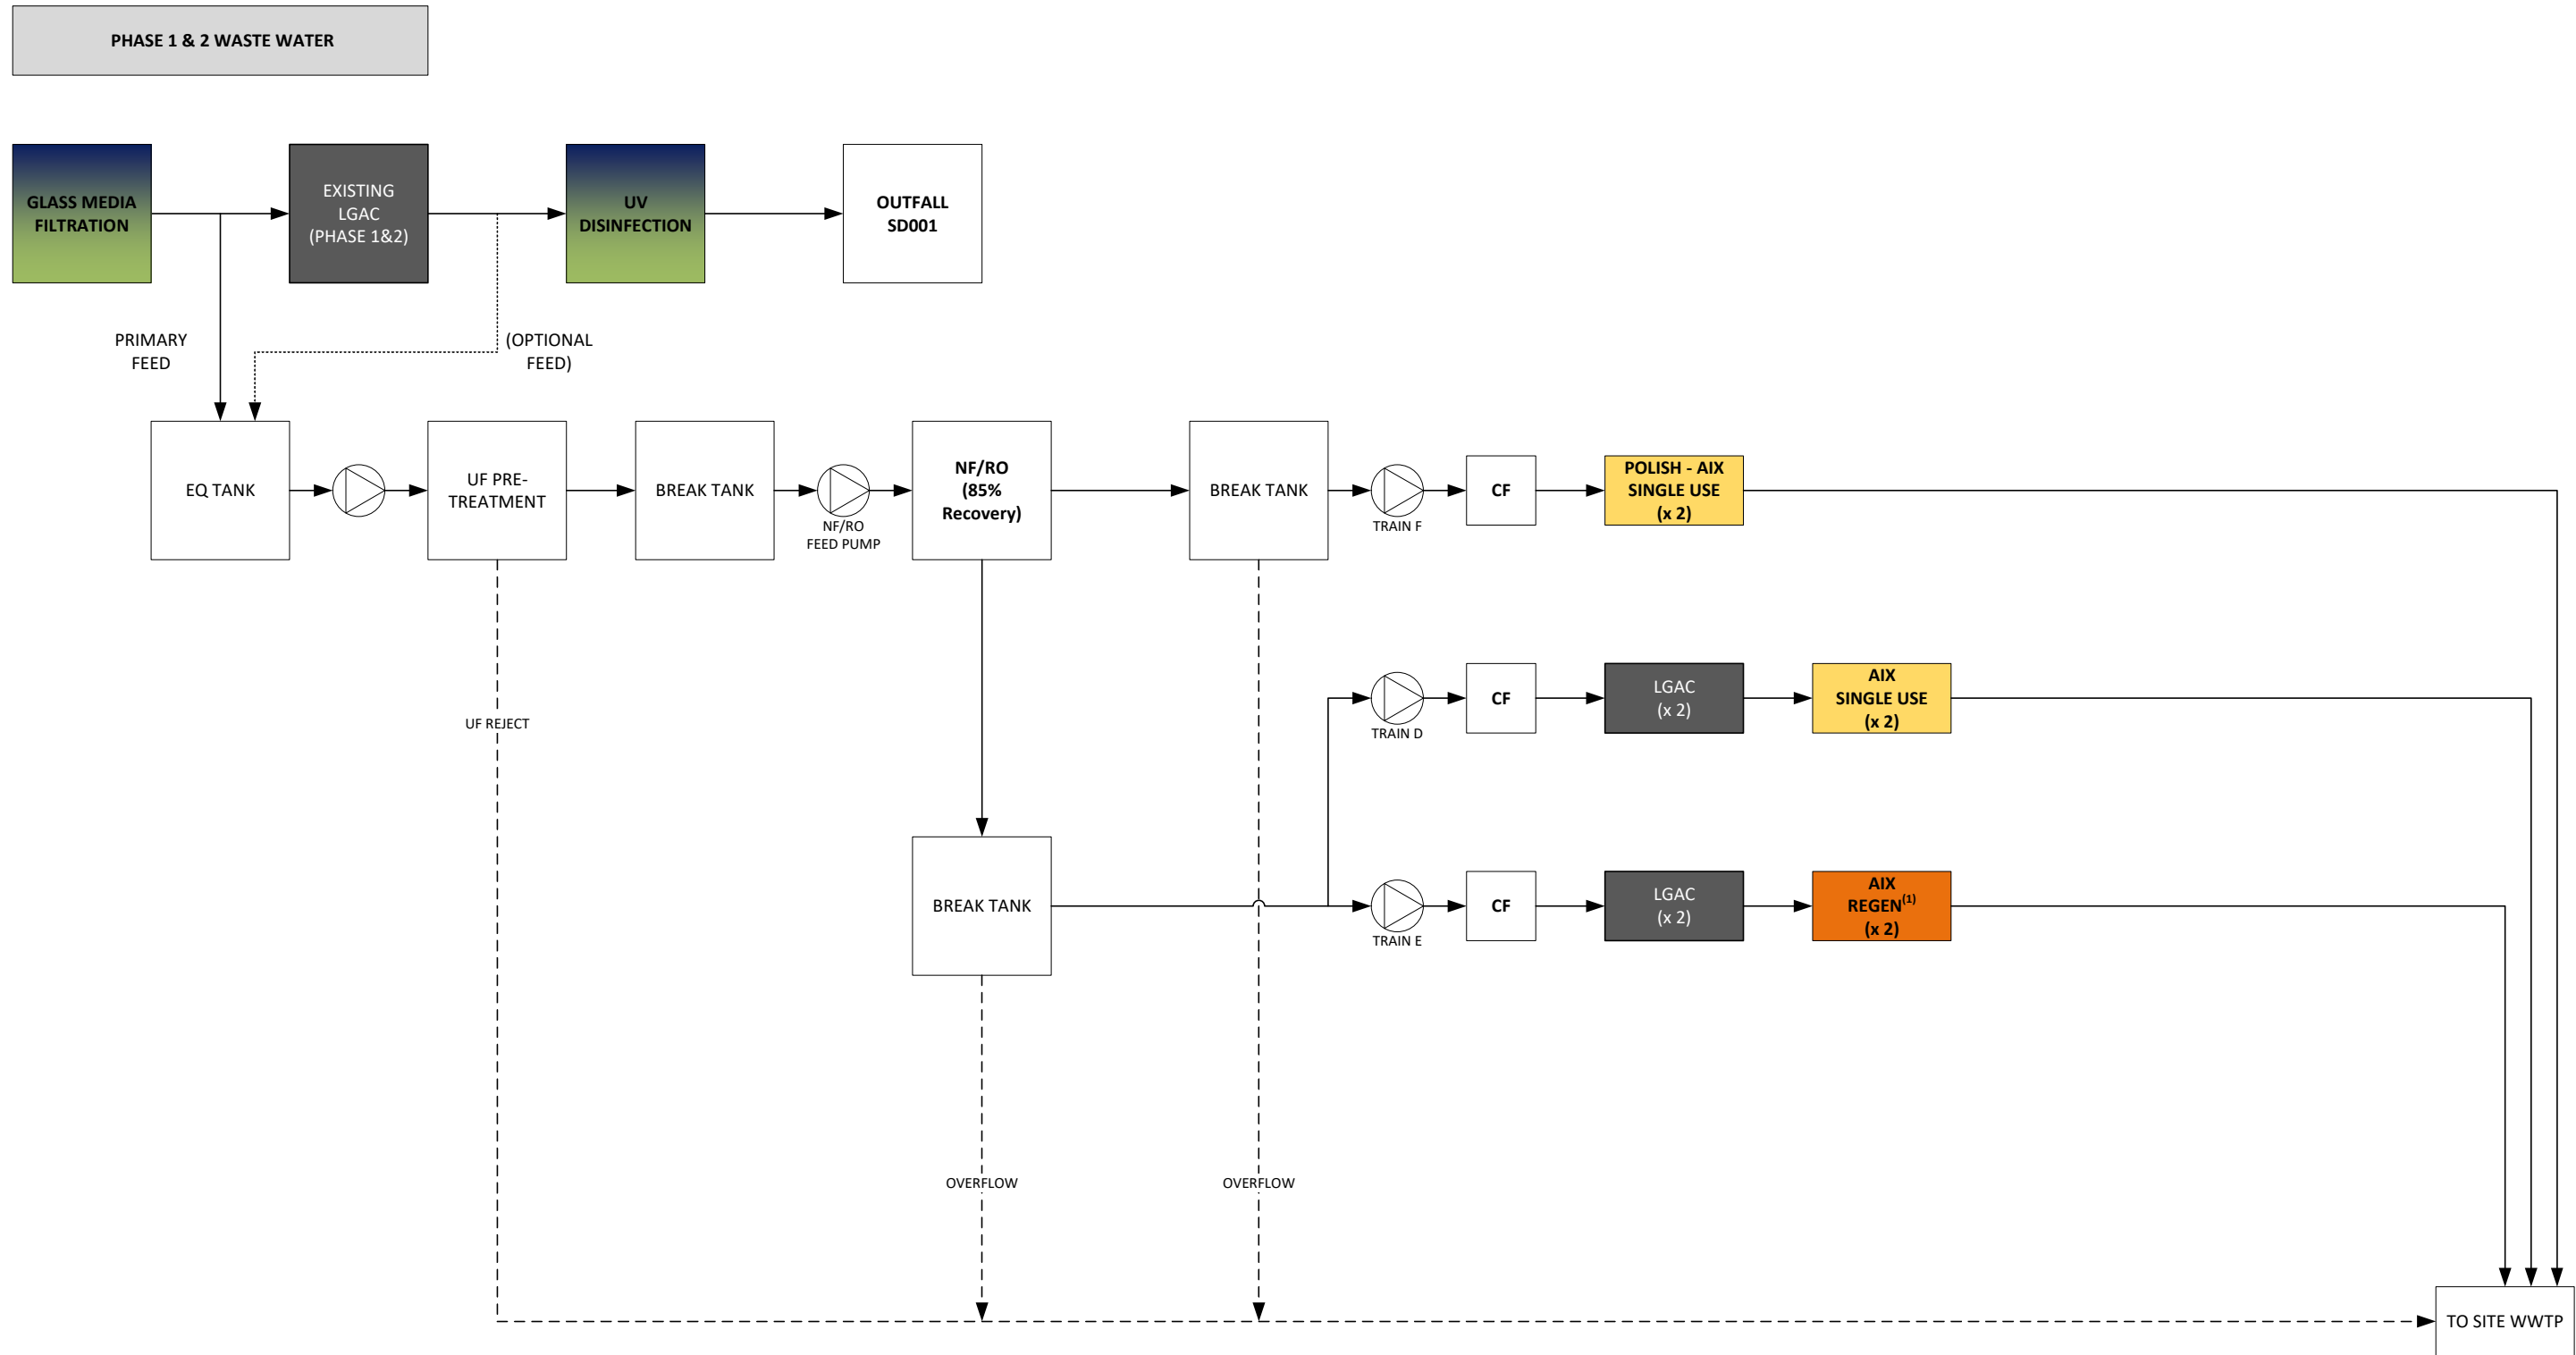 PHASE 1 & 2 WASTE WATER
GLASS MEDIA
FILTRATION
EXISTING
LGAC
(PHASE 1&2)
UV
DISINFECTION
OUTFALL
SD001
PRIMARY
FEED
(OPTIONAL
FEED)
EQ TANK
UF PRE-
TREATMENT
BREAK TANK
NF/RO
FEED PUMP
NF/RO
(85%
Recovery)
BREAK TANK
TRAIN F
CF
POLISH - AIX
SINGLE USE
(x 2)
UF REJECT
TRAIN D
CF
LGAC
(x 2)
AIX
SINGLE USE
(x 2)
BREAK TANK
TRAIN E
CF
LGAC
(x 2)
AIX
REGEN(1)
(x 2)
OVERFLOW
OVERFLOW
TO SITE WWTP